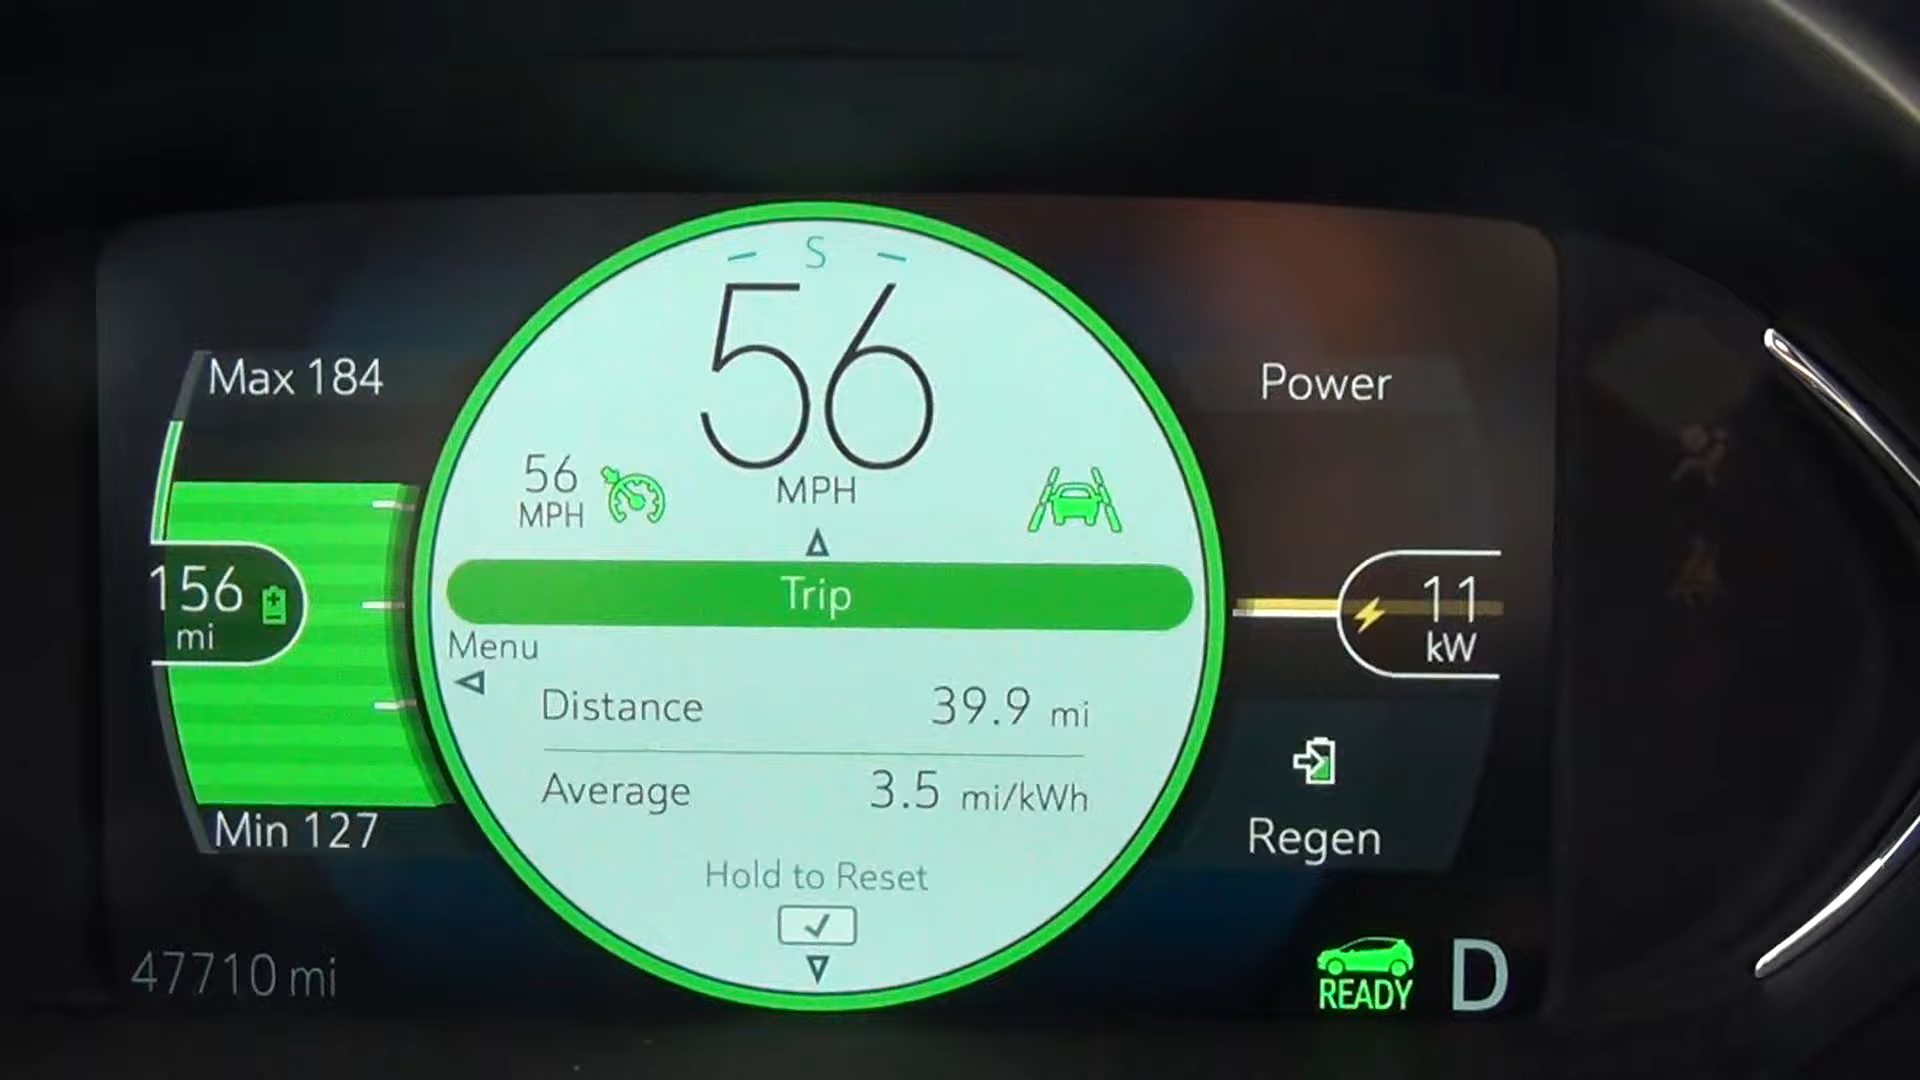 S
56
MPH
Max 184
Power
56
MPH
Trip
156
mi
11
kW
Menu
Distance 39.9 mi
Average 3.5 mi/kWh
Min 127
Regen
Hold to Reset
47710 mi
READY
D